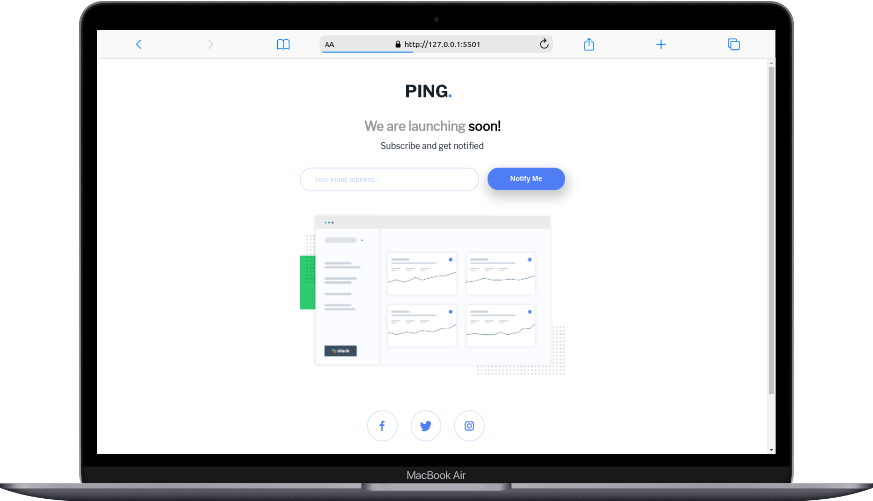 AA
http://127.0.0.1:5501
PING.
We are launching soon!
Subscribe and get notified
Your email address...
Notify Me
stack
MacBook Air